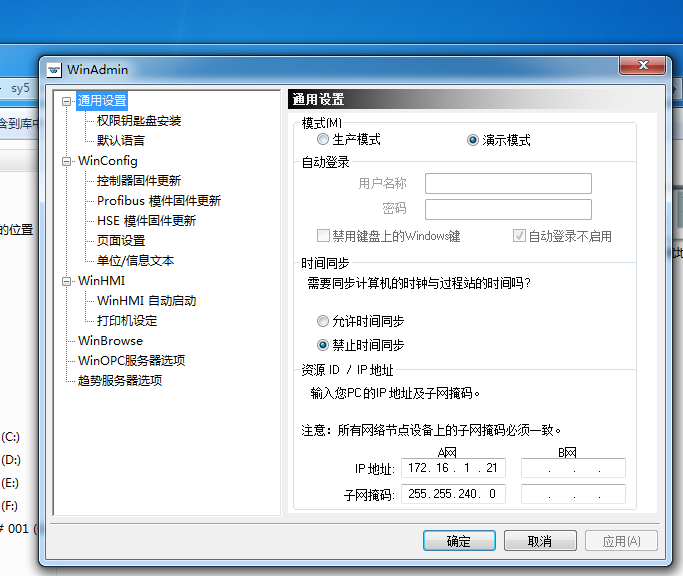 WinAdmin
sy5
含到库中
的位置
(C:)
(D:)
(E:)
(F:)
# 001 (
通用设置
权限钥匙盘安装
默认语言
WinConfig
控制器固件更新
Profibus 模件固件更新
HSE 模件固件更新
页面设置
单位/信息文本
WinHMI
WinHMI 自动启动
打印机设定
WinBrowse
WinOPC服务器选项
趋势服务器选项
通用设置
模式(M)
生产模式 演示模式
自动登录
用户名称
密码
禁用键盘上的Windows键 自动登录不启用
时间同步
需要同步计算机的时钟与过程站的时间吗?
允许时间同步
禁止时间同步
资源 ID / IP 地址
输入您PC的IP 地址及子网掩码。
注意: 所有网络节点设备上的子网掩码必须一致。
A网 B网
IP 地址: 172. 16 . 1 . 21 . . .
子网掩码: 255.255.240. 0 . . .
确定 取消 应用(A)